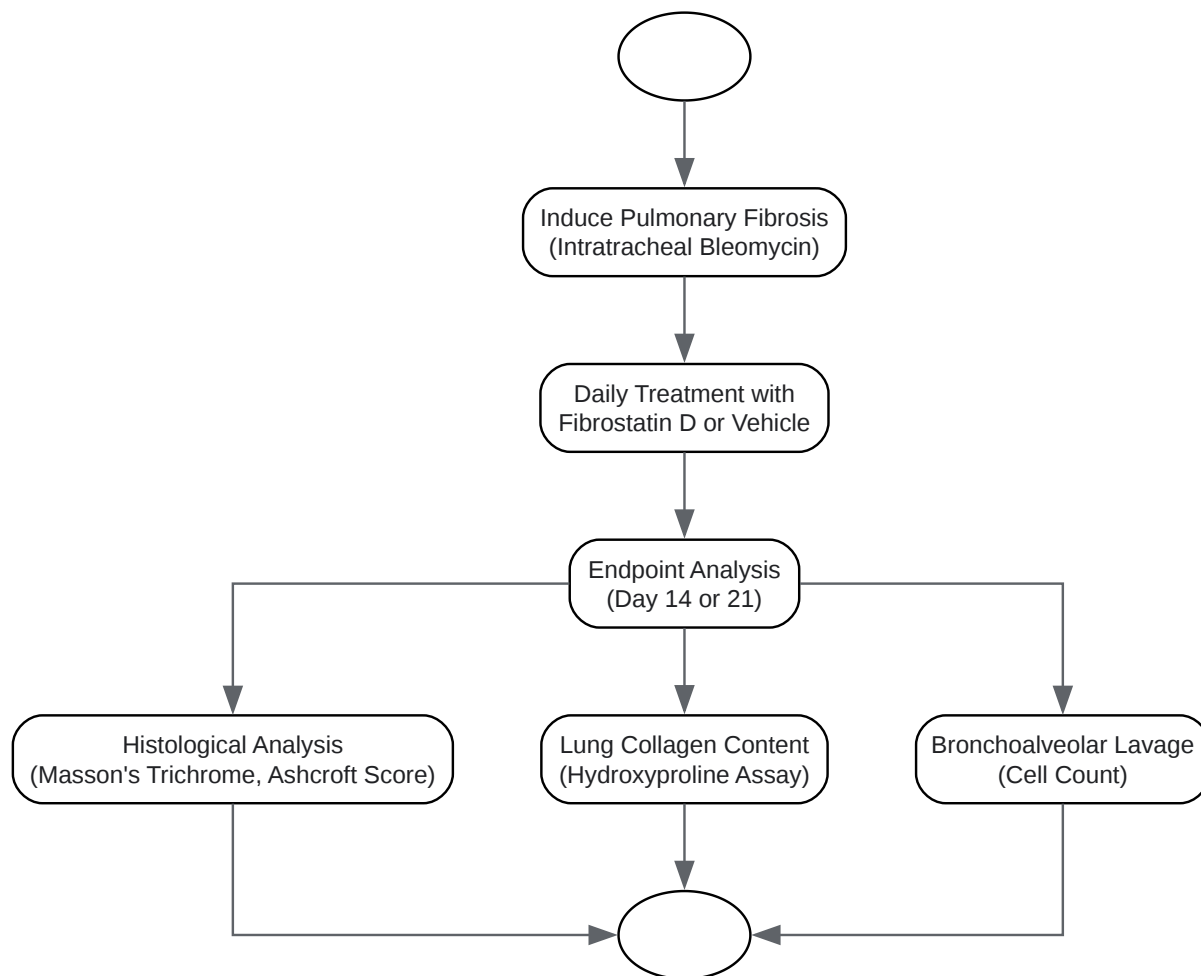 Induce Pulmonary Fibrosis
(Intratracheal Bleomycin)
Daily Treatment with
Fibrostatin D or Vehicle
Endpoint Analysis
(Day 14 or 21)
Histological Analysis
(Masson's Trichrome, Ashcroft Score)
Lung Collagen Content
(Hydroxyproline Assay)
Bronchoalveolar Lavage
(Cell Count)